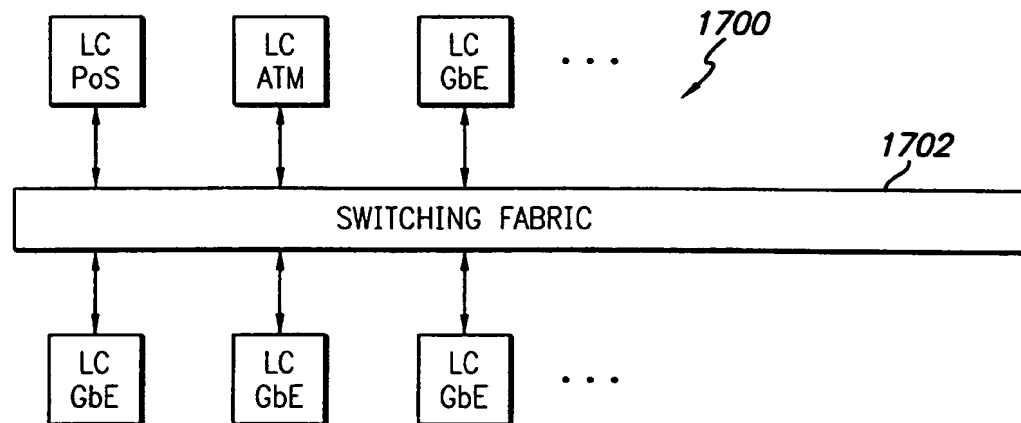 1700
LC
PoS
LC
ATM
LC
GbE
...
1702
SWITCHING FABRIC
LC
GbE
LC
GbE
LC
GbE
...